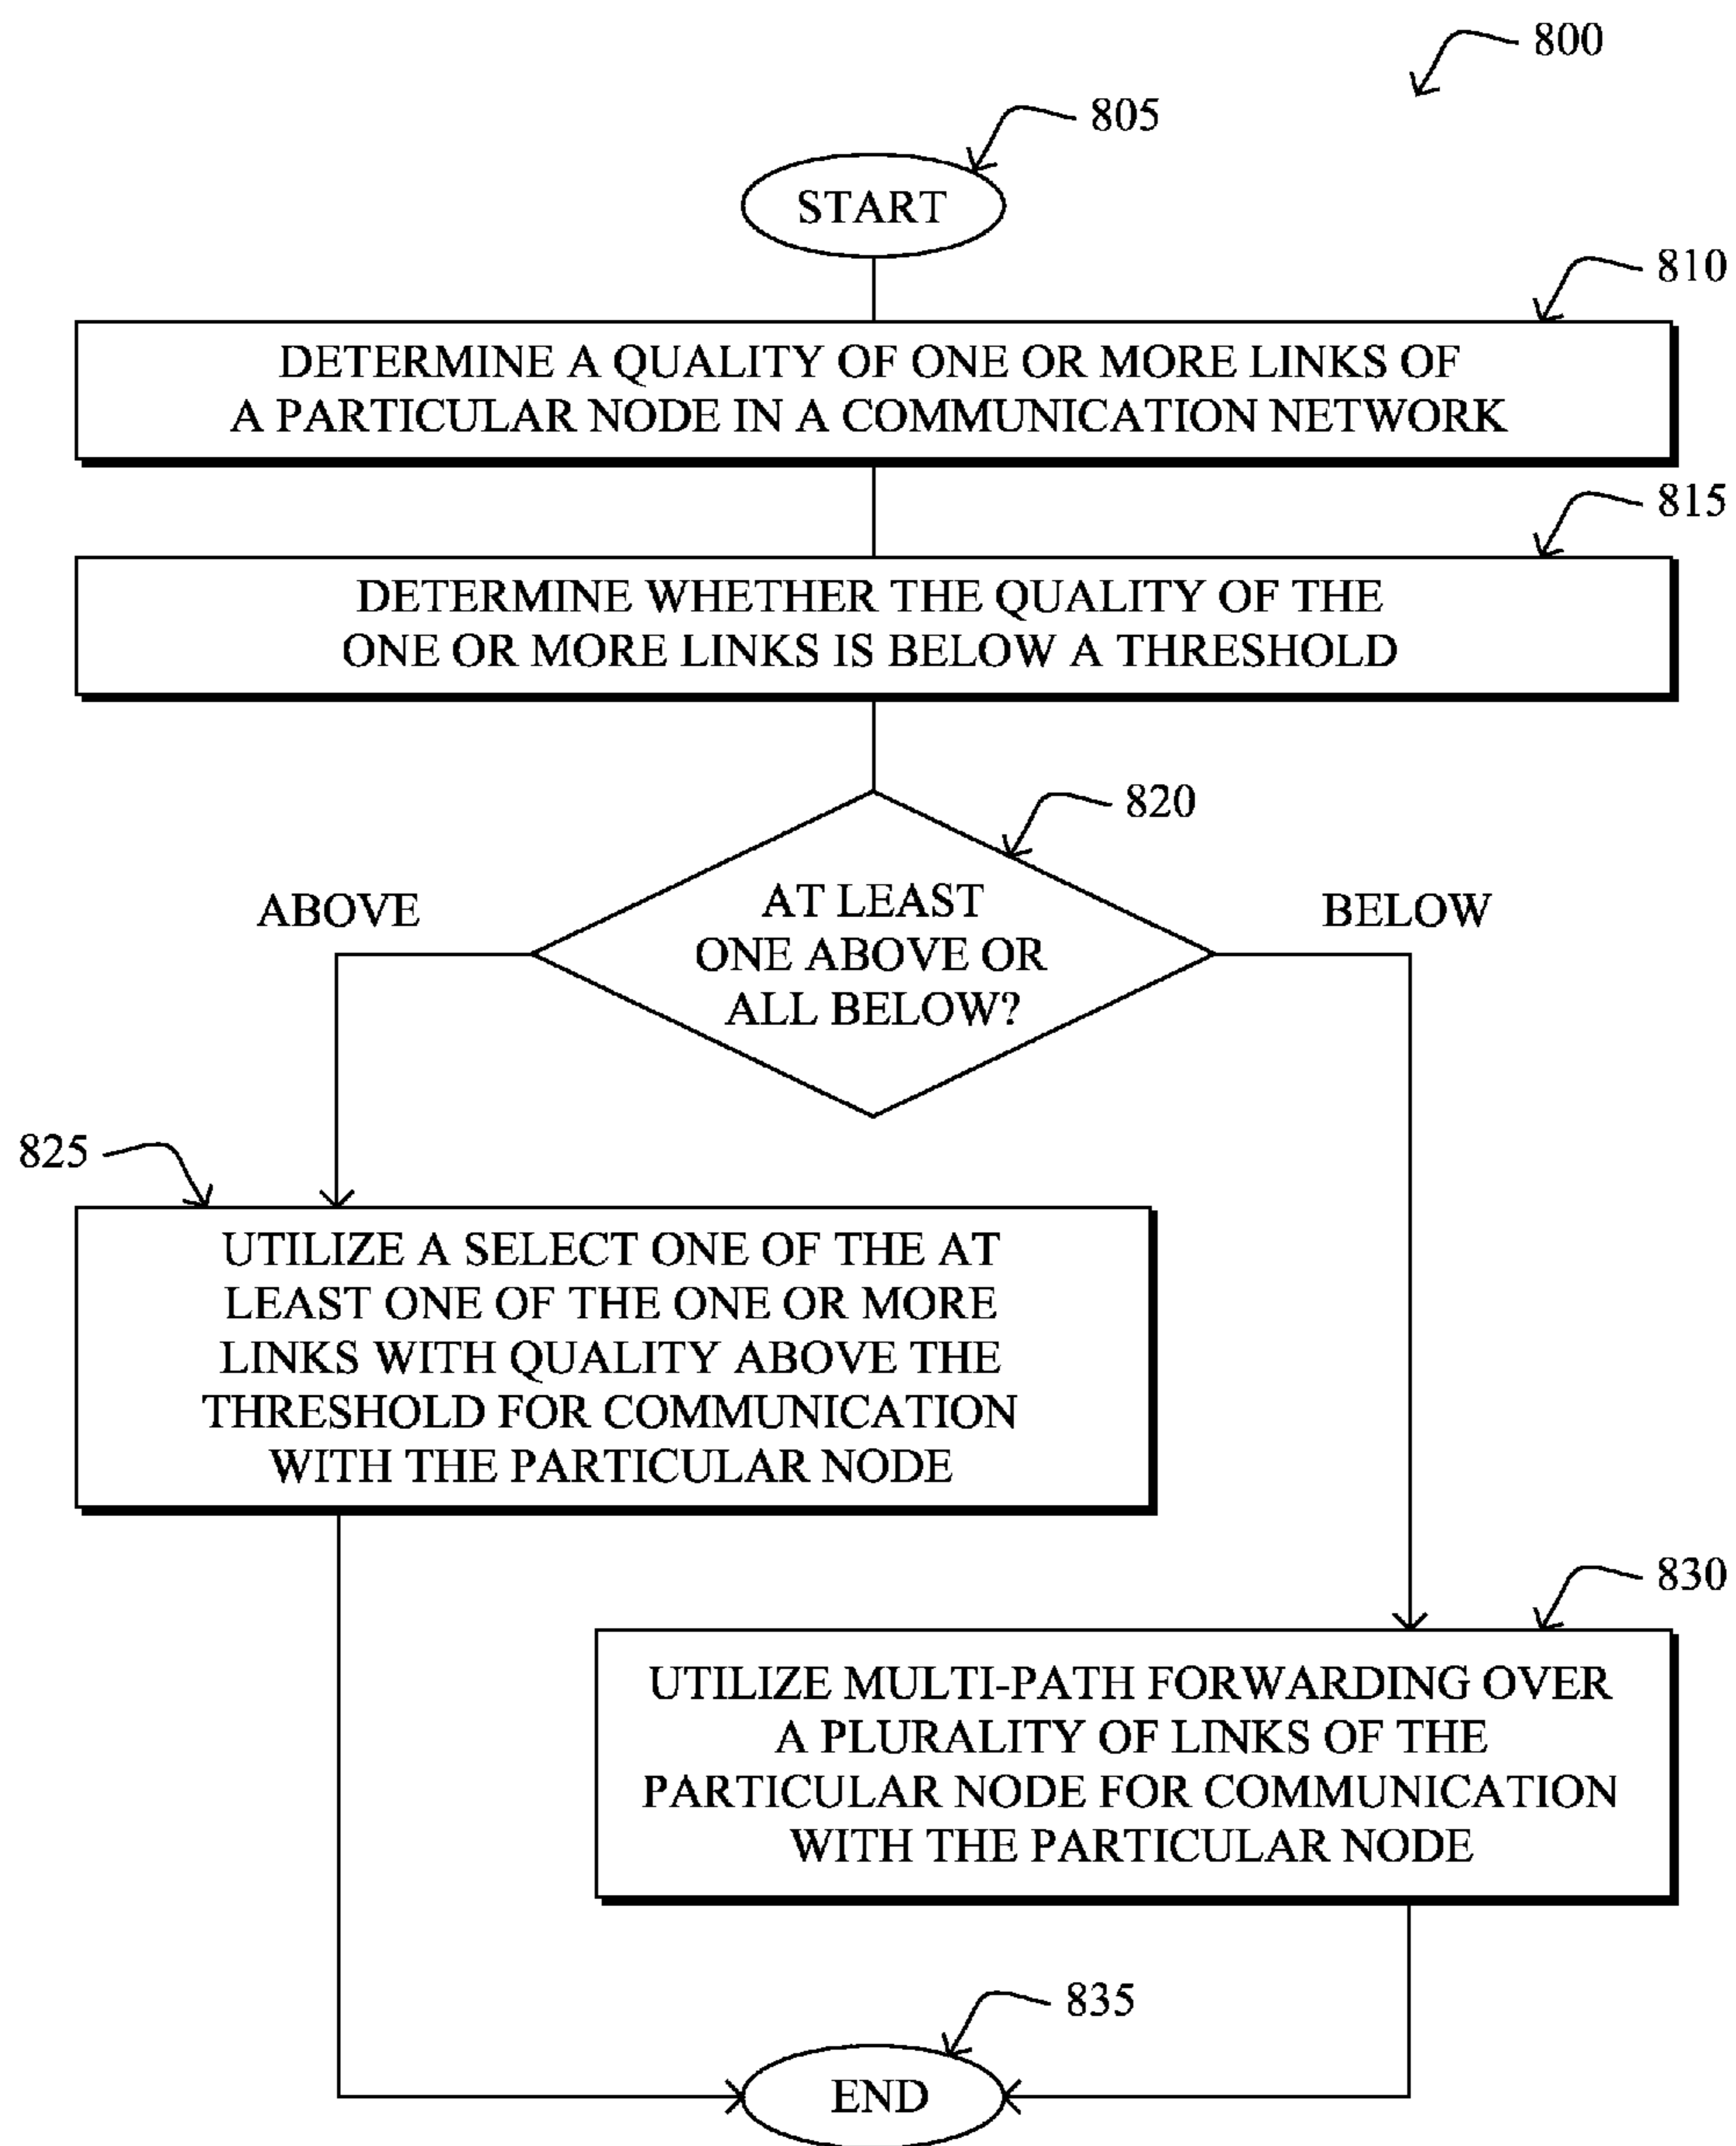 800
805
START
810
DETERMINE A QUALITY OF ONE OR MORE LINKS OF
A PARTICULAR NODE IN A COMMUNICATION NETWORK
815
DETERMINE WHETHER THE QUALITY OF THE
ONE OR MORE LINKS IS BELOW A THRESHOLD
820
AT LEAST
ONE ABOVE OR
ALL BELOW?
ABOVE
BELOW
825
UTILIZE A SELECT ONE OF THE AT
LEAST ONE OF THE ONE OR MORE
LINKS WITH QUALITY ABOVE THE
THRESHOLD FOR COMMUNICATION
WITH THE PARTICULAR NODE
830
UTILIZE MULTI-PATH FORWARDING OVER
A PLURALITY OF LINKS OF THE
PARTICULAR NODE FOR COMMUNICATION
WITH THE PARTICULAR NODE
835
END